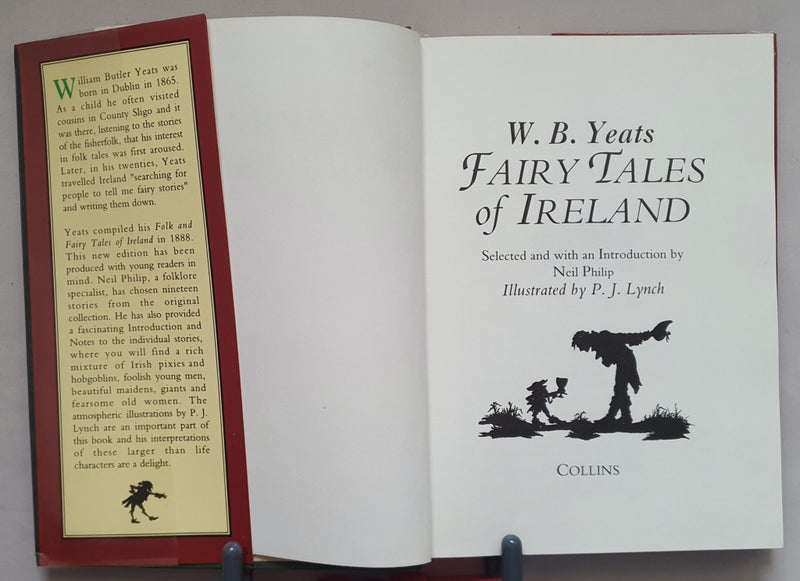 William Butler Yeats was
born in Dublin in 1865.
As a child he often visited
cousins in County Sligo and it
was there, listening to the stories
of the fisherfolk, that his interest
in folk tales was first aroused.
Later, in his twenties, Yeats
travelled Ireland "searching for
people to tell me fairy stories"
and writing them down.
Yeats compiled his Folk and
Fairy Tales of Ireland in 1888.
This new edition has been
produced with young readers in
mind. Neil Philip, a folklore
specialist, has chosen nineteen
stories from the original
collection. He has also provided
a fascinating Introduction and
Notes to the individual stories,
where you will find a rich
mixture of Irish pixies and
hobgoblins, foolish young men,
beautiful maidens, giants and
fearsome old women. The
atmospheric illustrations by P. J.
Lynch are an important part of
this book and his interpretations
of these larger than life
characters are a delight.
W. B. Yeats
FAIRY TALES
of IRELAND
Selected and with an Introduction by
Neil Philip
Illustrated by P. J. Lynch
COLLINS